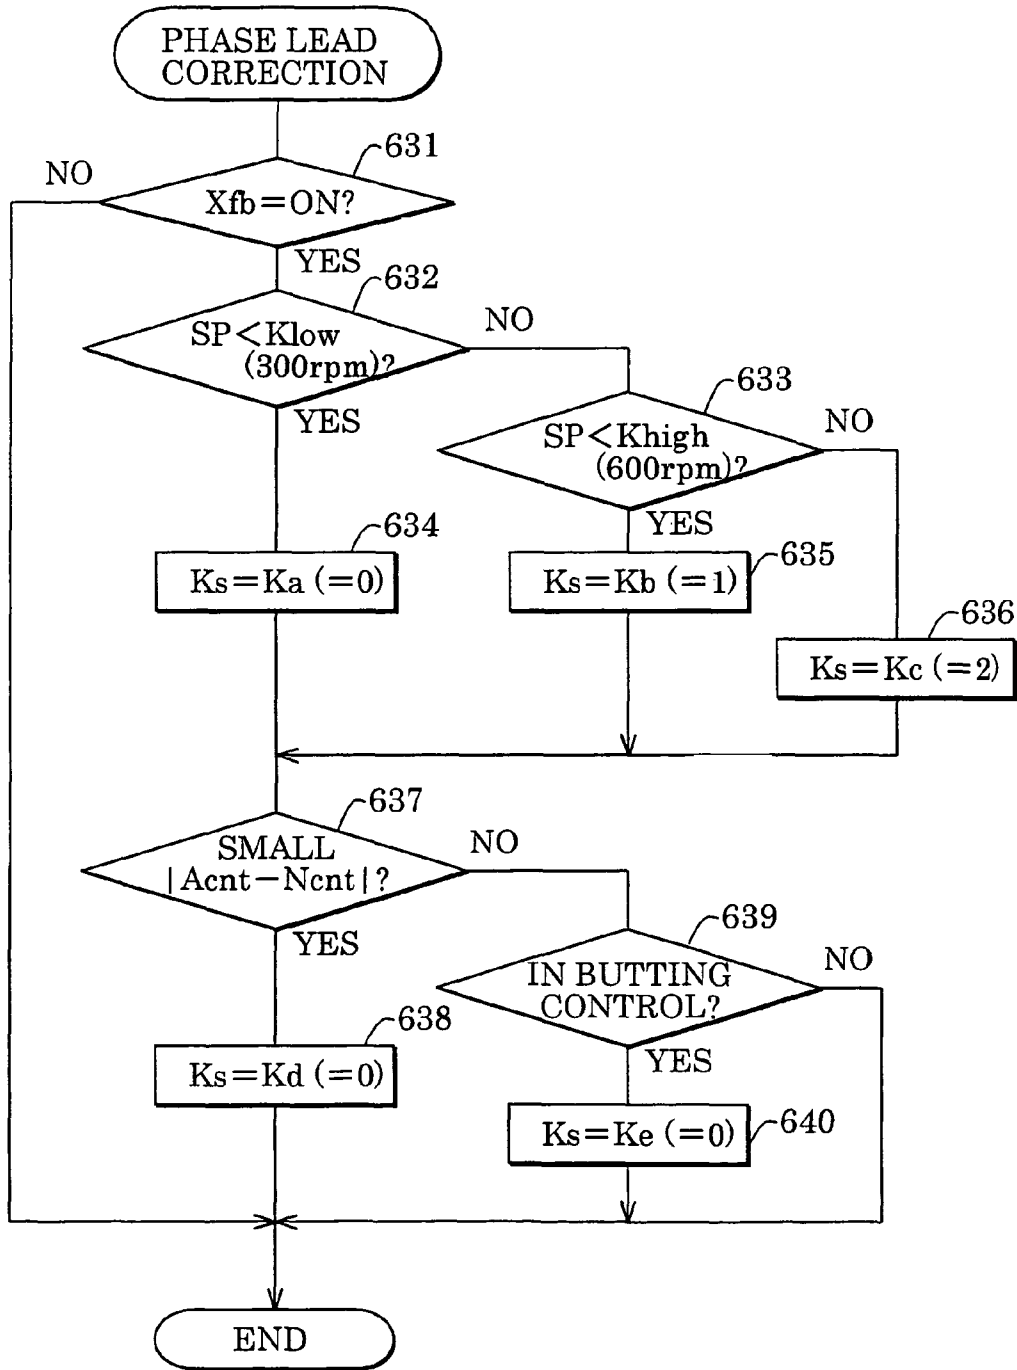 PHASE LEAD
CORRECTION
631
NO
Xfb=ON?
YES
632
NO
SP<Klow
(300rpm)?
YES
633
NO
SP<Khigh
(600rpm)?
YES
634
Ks=Ka (=0)
635
Ks=Kb (=1)
636
Ks=Kc (=2)
637
NO
SMALL
|Acnt−Ncnt|?
YES
639
NO
IN BUTTING
CONTROL?
YES
638
Ks=Kd (=0)
640
Ks=Ke (=0)
END